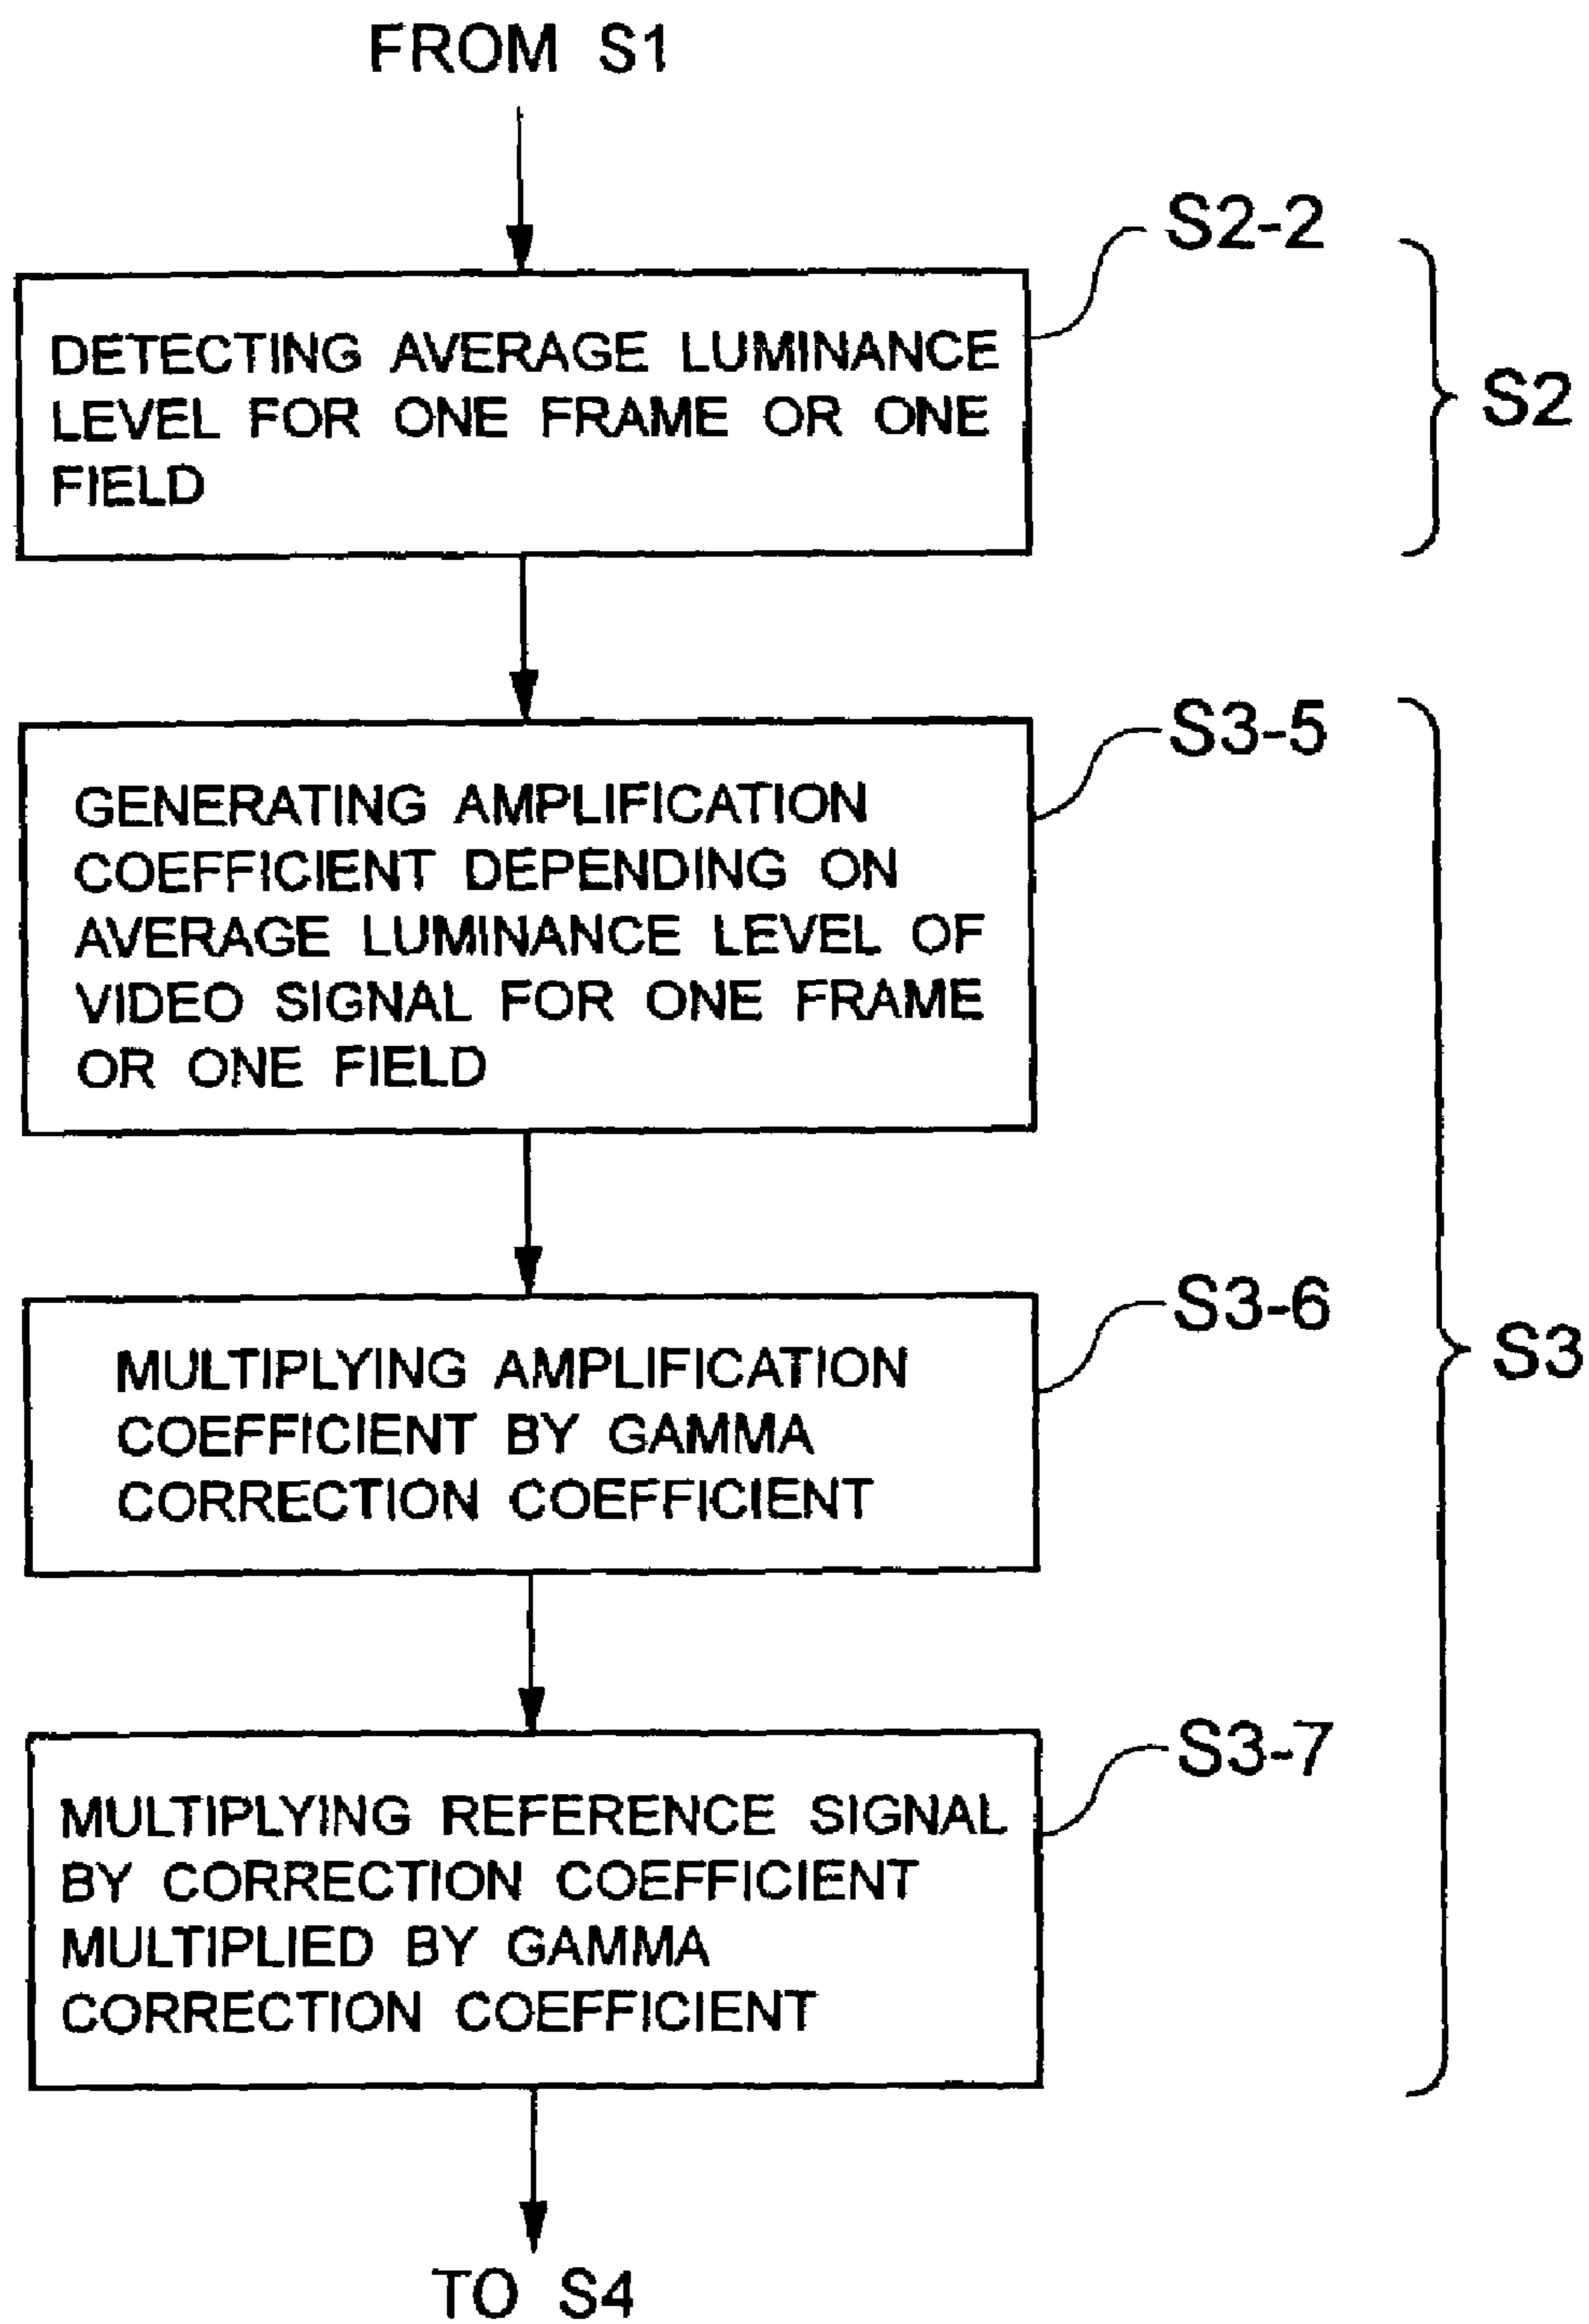 FROM S1
S2-2
DETECTING AVERAGE LUMINANCE
LEVEL FOR ONE FRAME OR ONE
FIELD
S2
S3-5
GENERATING AMPLIFICATION
COEFFICIENT DEPENDING ON
AVERAGE LUMINANCE LEVEL OF
VIDEO SIGNAL FOR ONE FRAME
OR ONE FIELD
S3-6
MULTIPLYING AMPLIFICATION
COEFFICIENT BY GAMMA
CORRECTION COEFFICIENT
S3
S3-7
MULTIPLYING REFERENCE SIGNAL
BY CORRECTION COEFFICIENT
MULTIPLIED BY GAMMA
CORRECTION COEFFICIENT
TO S4